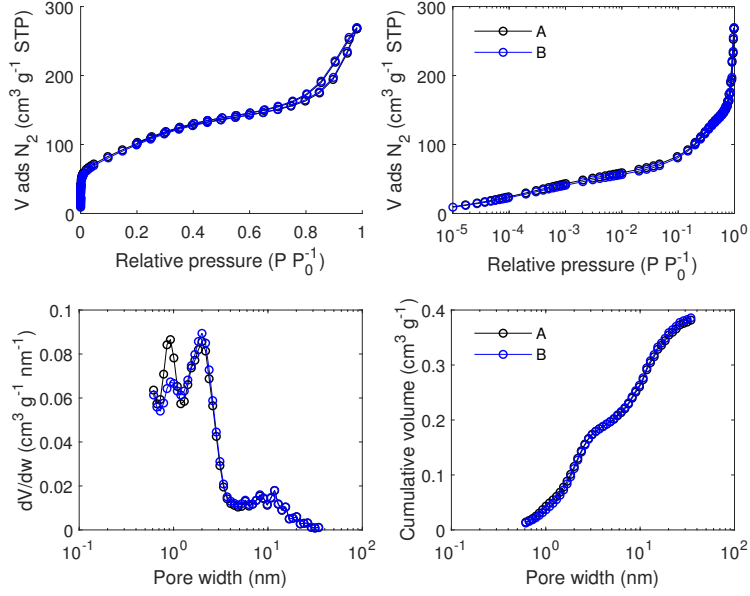 300
200
100
0
V ads N₂ (cm³ g⁻¹ STP)
0 0.2 0.4 0.6 0.8 1
Relative pressure (P P₀⁻¹)
300
200
100
0
V ads N₂ (cm³ g⁻¹ STP)
A
B
10⁻⁵ 10⁻⁴ 10⁻³ 10⁻² 10⁻¹ 10⁰
Relative pressure (P P₀⁻¹)
0.1
0.08
0.06
0.04
0.02
0
dV/dw (cm³ g⁻¹ nm⁻¹)
10⁻¹ 10⁰ 10¹ 10²
Pore width (nm)
0.4
0.3
0.2
0.1
0
Cumulative volume (cm³ g⁻¹)
A
B
10⁻¹ 10⁰ 10¹ 10²
Pore width (nm)